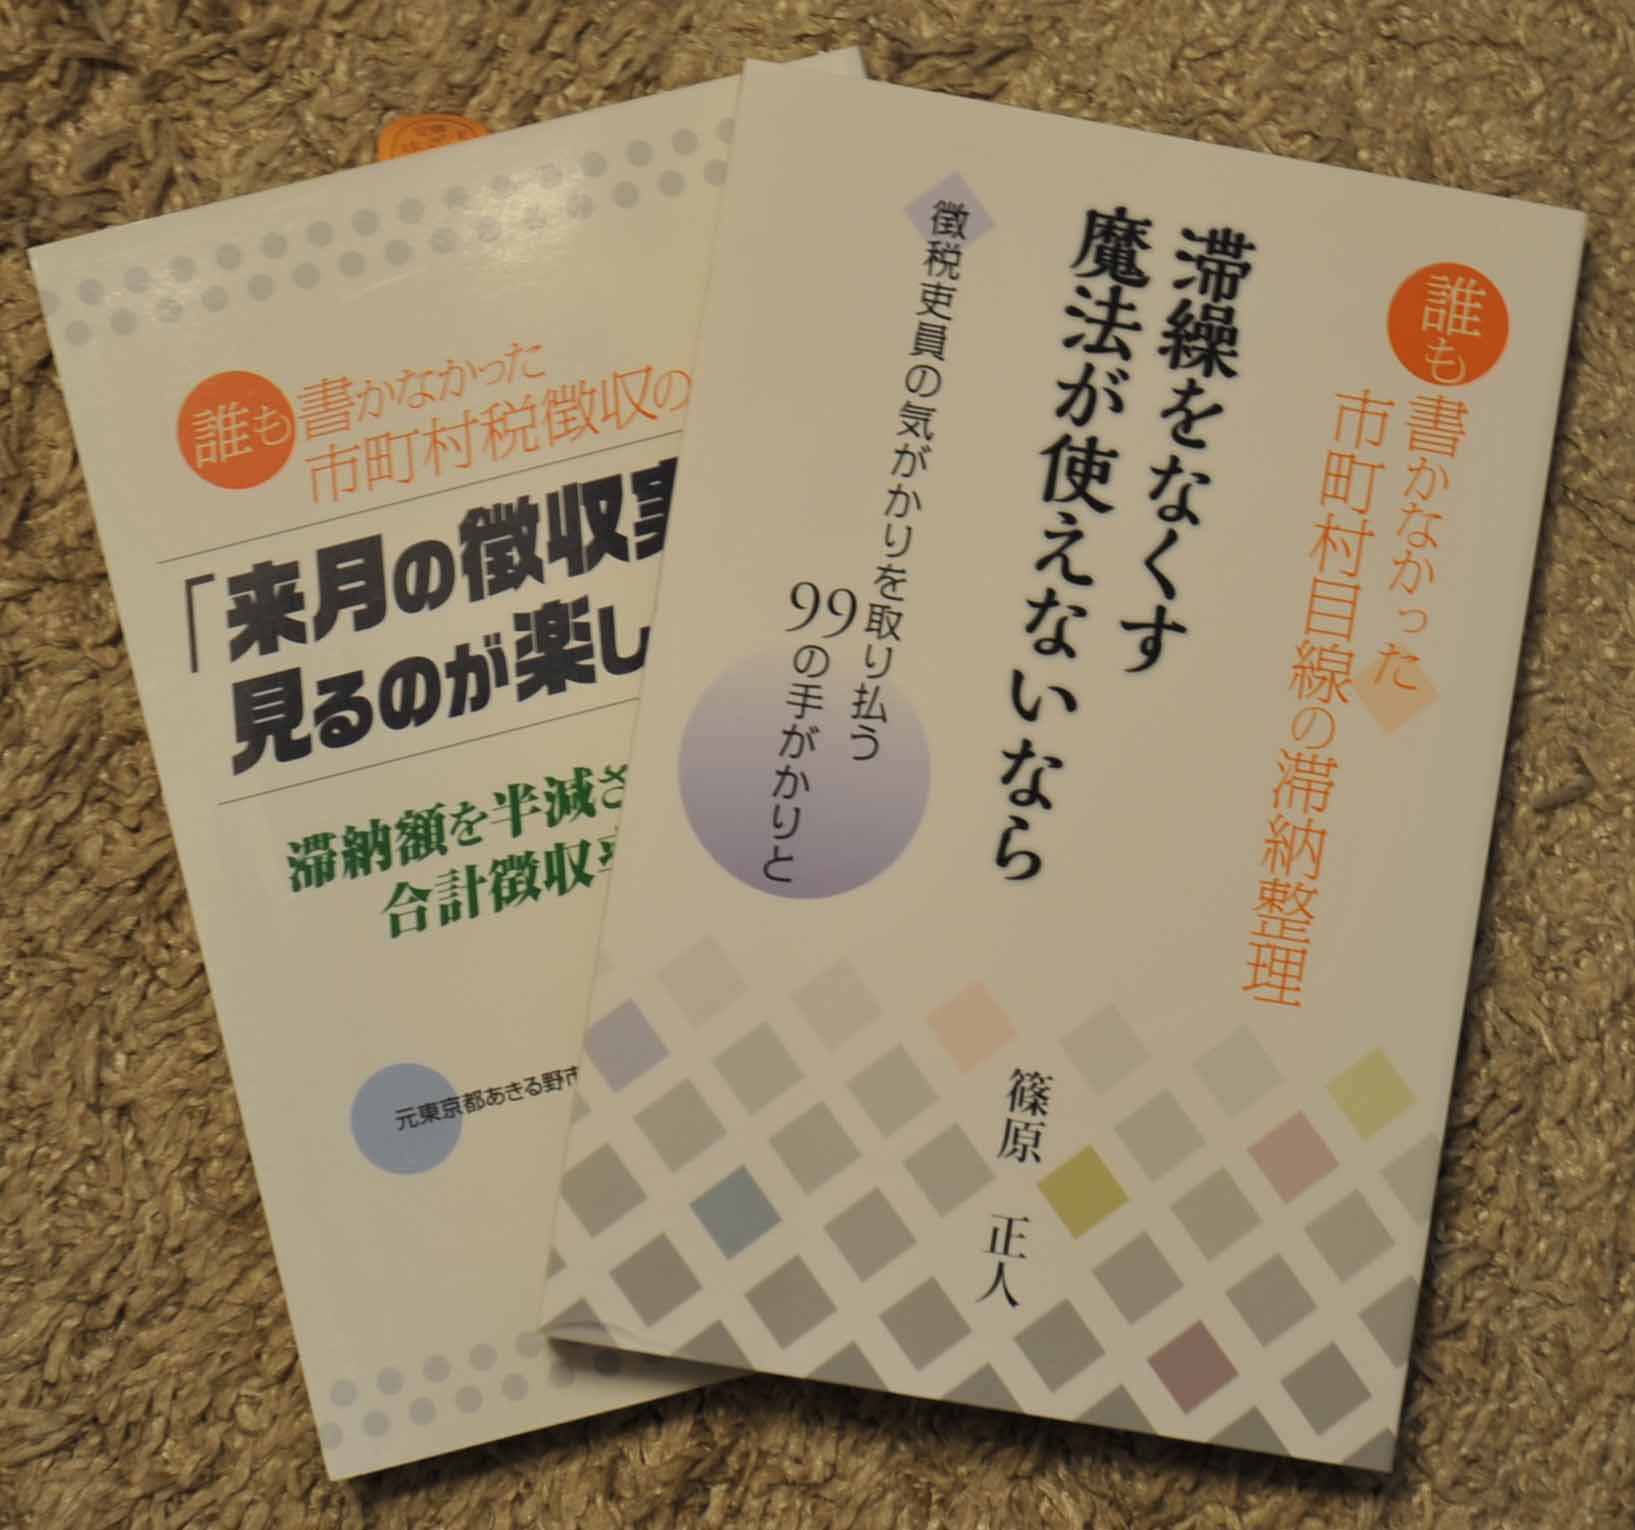 誰も書かなかった
市町村目線の滞納整理
滞繰をなくす
魔法が使えないなら
徴税吏員の気がかりを取り払う
99の手がかりと
篠原 正人
誰も書かなかった
市町村税徴収の
「来月の徴収実
見るのが楽し
滞納額を半減さ
合計徴収率
元東京都あきる野市